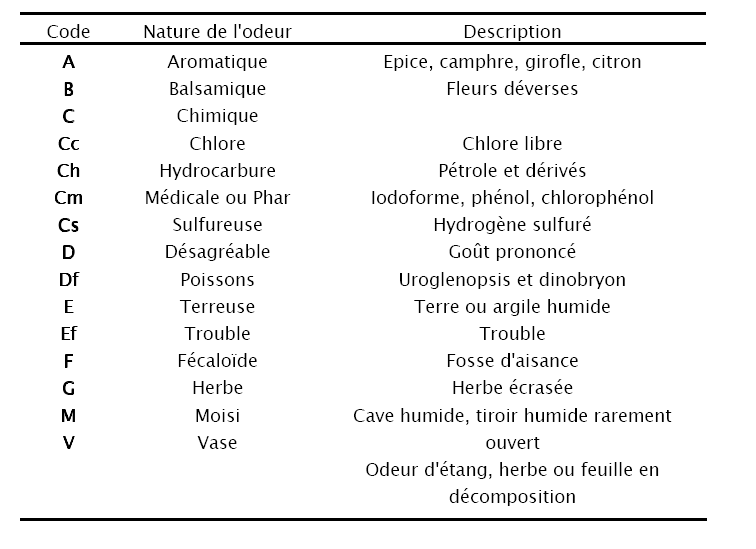 Code Nature de l'odeur Description
A Aromatique Epice, camphre, girofle, citron
B Balsamique Fleurs déverses
C Chimique
Cc Chlore Chlore libre
Ch Hydrocarbure Pétrole et dérivés
Cm Médicale ou Phar Iodoforme, phénol, chlorophénol
Cs Sulfureuse Hydrogène sulfuré
D Désagréable Goût prononcé
Df Poissons Uroglenopsis et dinobryon
E Terreuse Terre ou argile humide
Ef Trouble Trouble
F Fécaloïde Fosse d'aisance
G Herbe Herbe écrasée
M Moisi Cave humide, tiroir humide rarement
V Vase ouvert
Odeur d'étang, herbe ou feuille en
décomposition